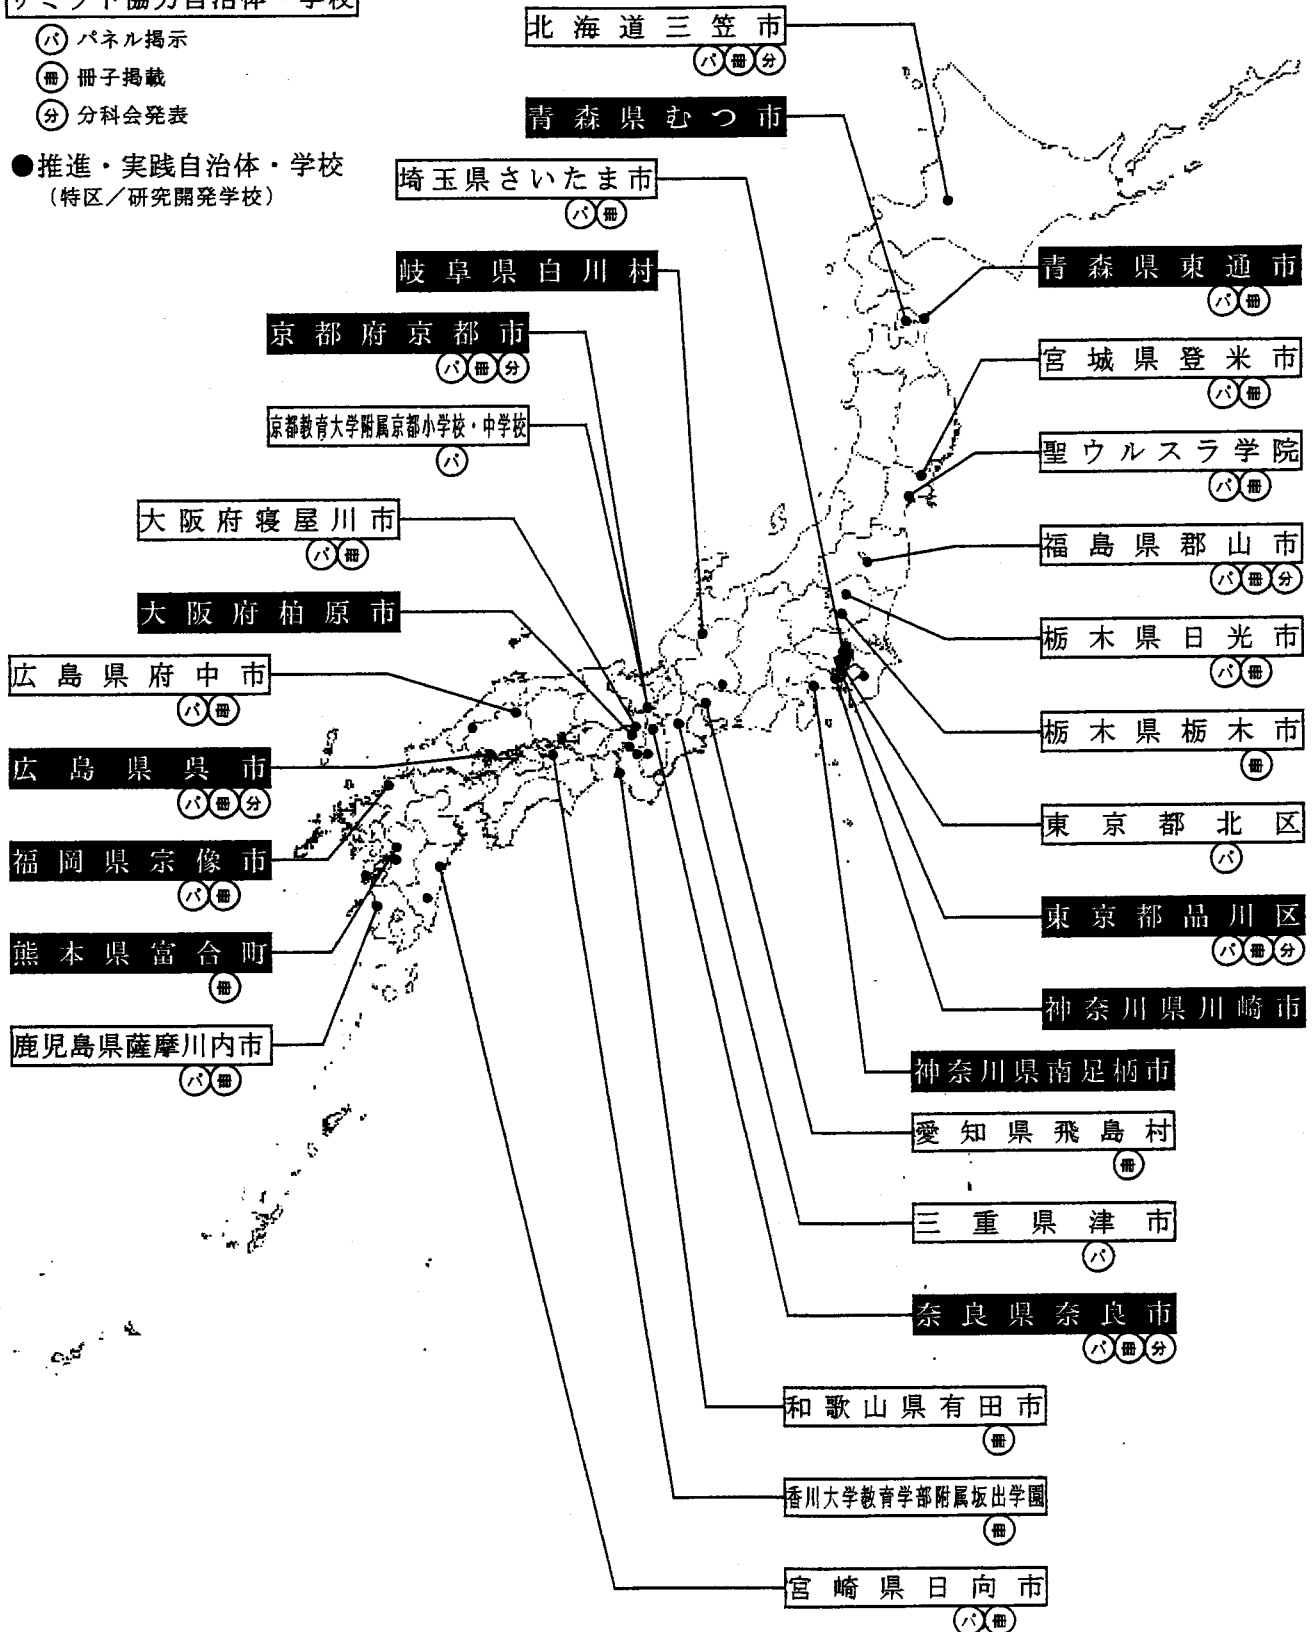 サミット協力自治体・学校
パ パネル掲示
冊 冊子掲載
分 分科会発表
●推進・実践自治体・学校
（特区／研究開発学校）
北海道三笠市
パ冊分
青森県むつ市
埼玉県さいたま市
パ冊
岐阜県白川村
京都府京都市
パ冊分
京都教育大学附属京都小学校・中学校
パ
大阪府寝屋川市
パ冊
大阪府柏原市
広島県府中市
パ冊
広島県呉市
パ冊分
福岡県宗像市
パ冊
熊本県富合町
冊
鹿児島県薩摩川内市
パ冊
青森県東通市
パ冊
宮城県登米市
パ冊
聖ウルスラ学院
パ冊
福島県郡山市
パ冊分
栃木県日光市
パ冊
栃木県栃木市
冊
東京都北区
パ
東京都品川区
パ冊分
神奈川県川崎市
神奈川県南足柄市
愛知県飛島村
冊
三重県津市
パ
奈良県奈良市
パ冊分
和歌山県有田市
冊
香川大学教育学部附属坂出学園
冊
宮崎県日向市
パ冊